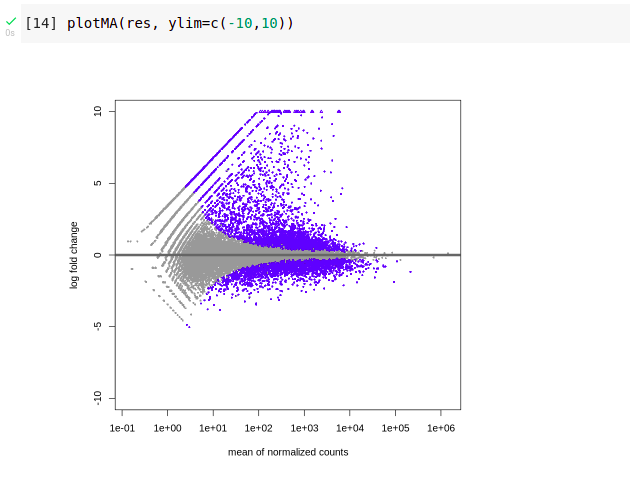 [14] plotMA(res, ylim=c(-10,10))
0s
10
5
0
-5
-10
log fold change
1e-01 1e+00 1e+01 1e+02 1e+03 1e+04 1e+05 1e+06
mean of normalized counts